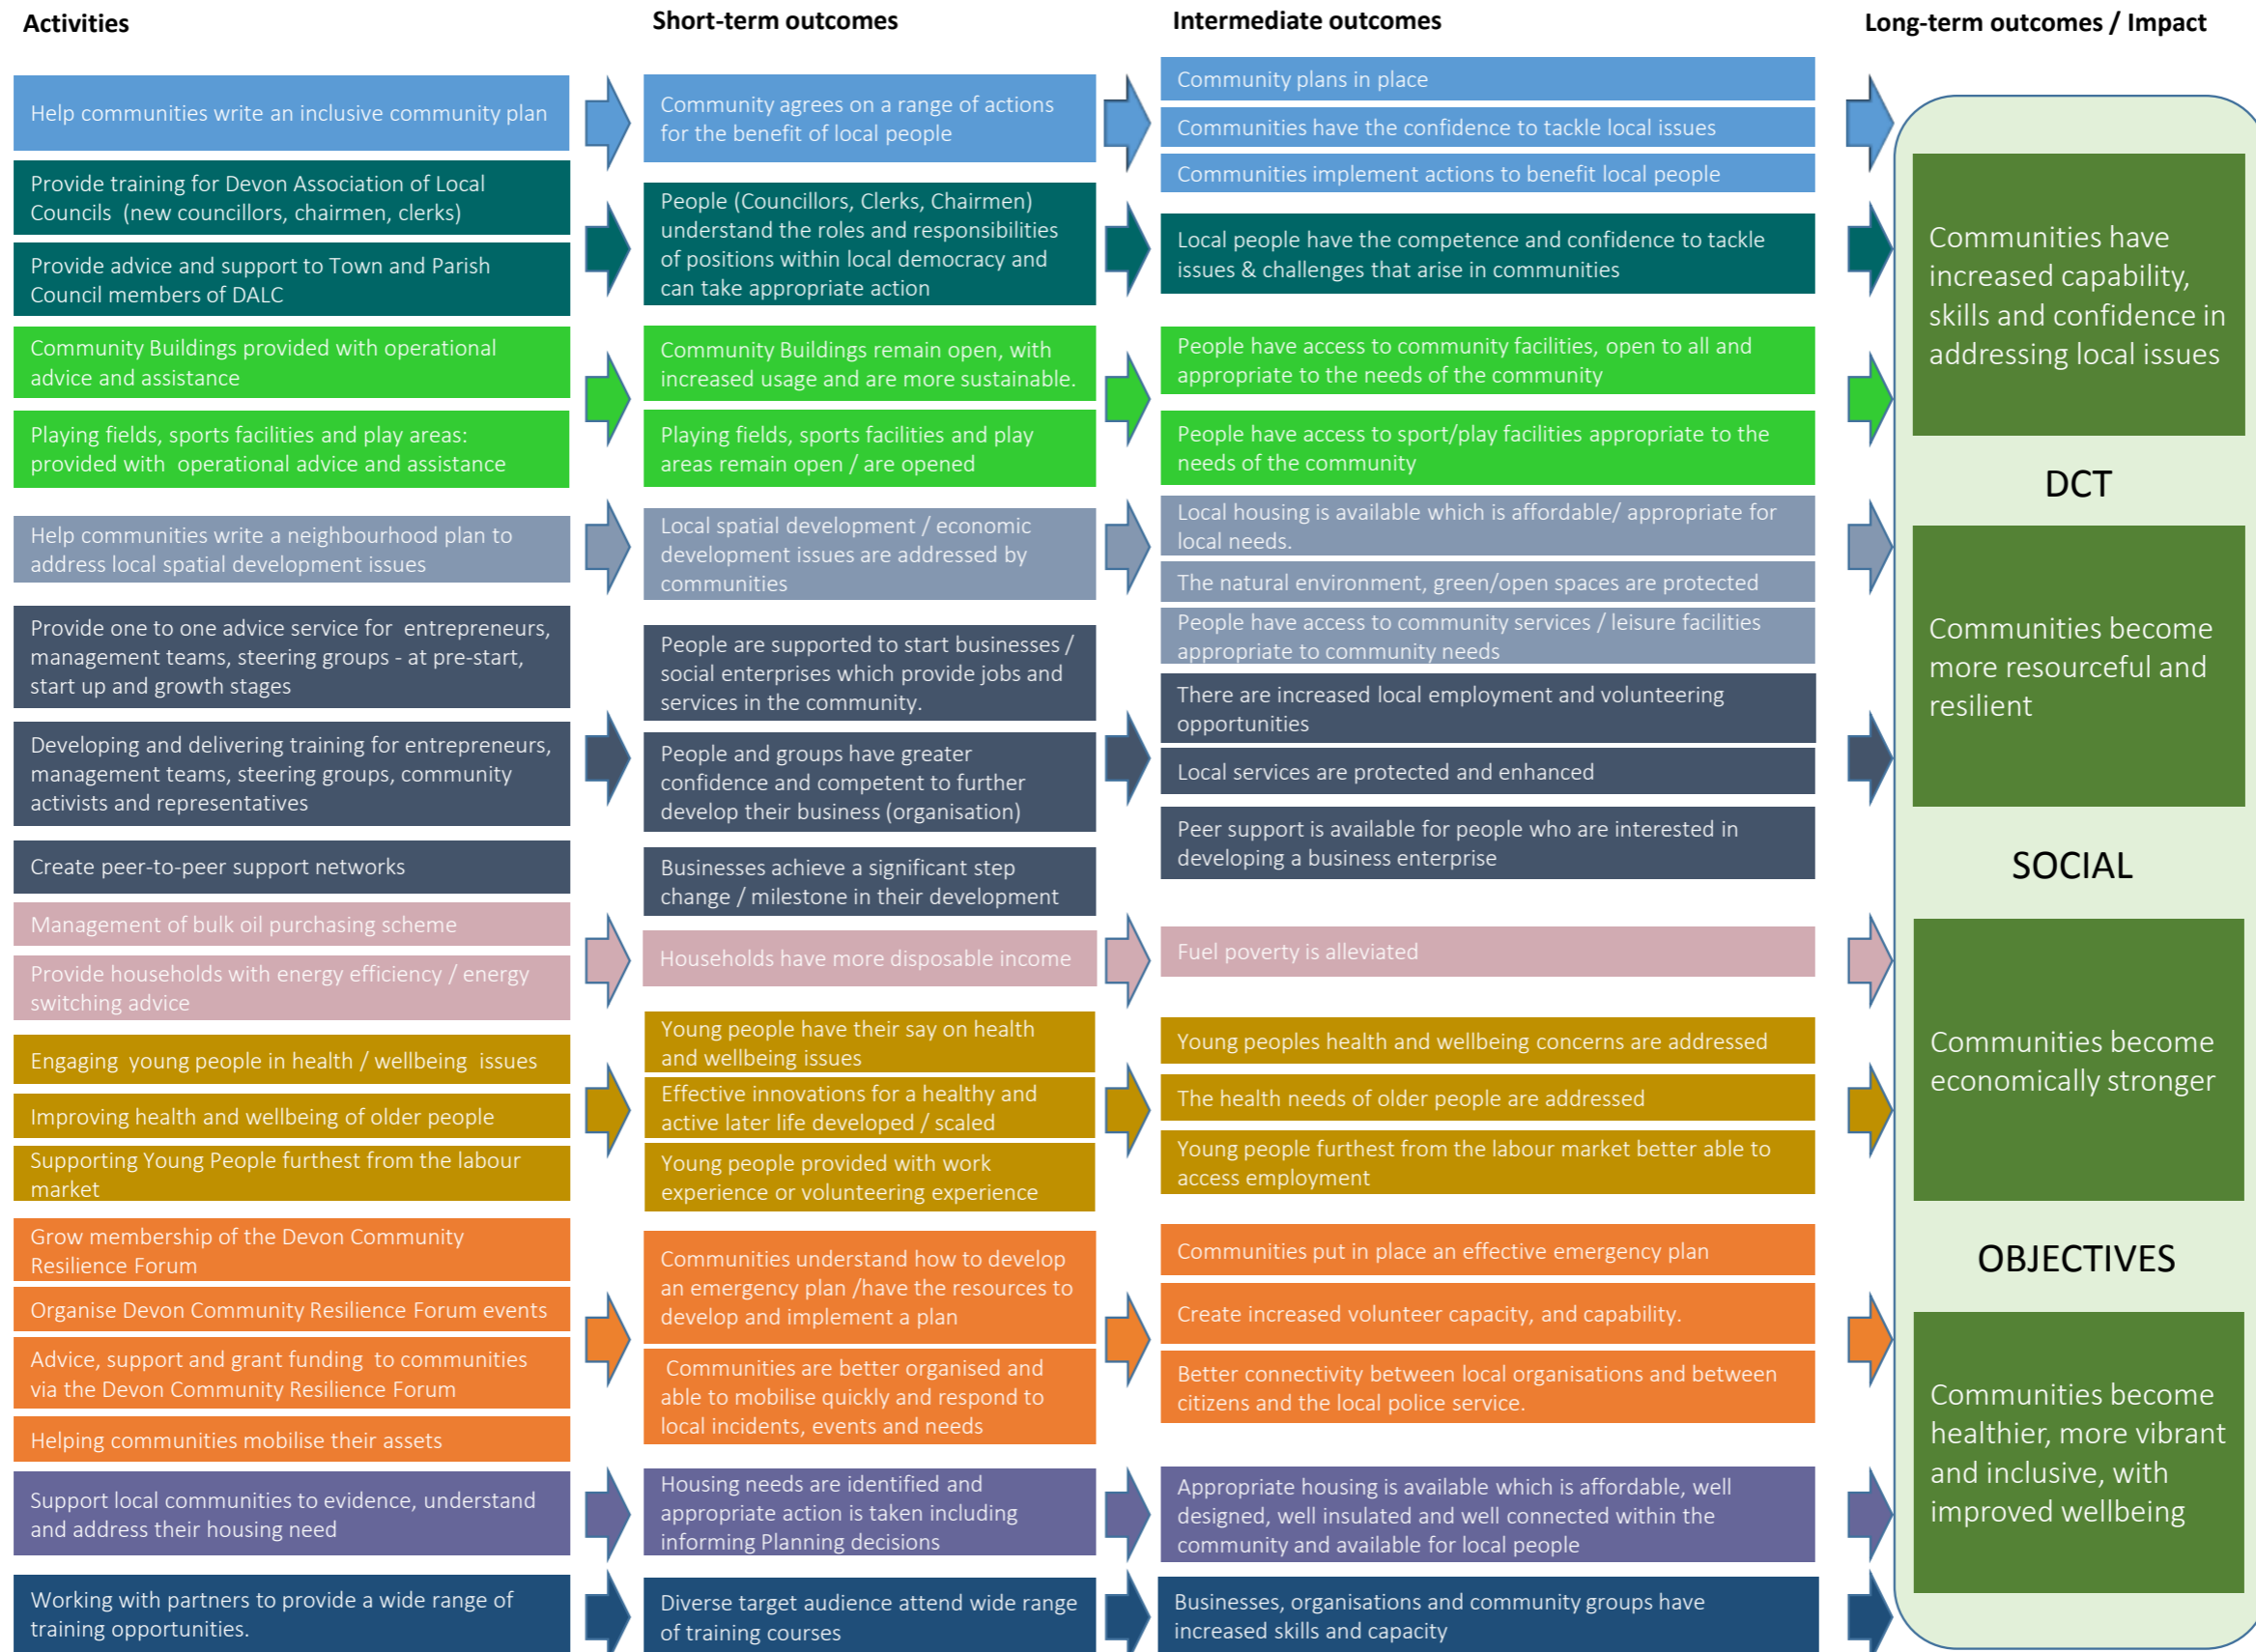 Activities
Short-term outcomes
Intermediate outcomes
Long-term outcomes / Impact
Help communities write an inclusive community plan
Community agrees on a range of actions
for the benefit of local people
Community plans in place
Communities have the confidence to tackle local issues
Communities implement actions to benefit local people
Provide training for Devon Association of Local
Councils (new councillors, chairmen, clerks)
Provide advice and support to Town and Parish
Council members of DALC
People (Councillors, Clerks, Chairmen)
understand the roles and responsibilities
of positions within local democracy and
can take appropriate action
Local people have the competence and confidence to tackle
issues & challenges that arise in communities
Community Buildings provided with operational
advice and assistance
Playing fields, sports facilities and play areas:
provided with operational advice and assistance
Community Buildings remain open, with
increased usage and are more sustainable.
Playing fields, sports facilities and play
areas remain open / are opened
People have access to community facilities, open to all and
appropriate to the needs of the community
People have access to sport/play facilities appropriate to the
needs of the community
Help communities write a neighbourhood plan to
address local spatial development issues
Local spatial development / economic
development issues are addressed by
communities
Local housing is available which is affordable/ appropriate for
local needs.
The natural environment, green/open spaces are protected
People have access to community services / leisure facilities
appropriate to community needs
Provide one to one advice service for entrepreneurs,
management teams, steering groups - at pre-start,
start up and growth stages
Developing and delivering training for entrepreneurs,
management teams, steering groups, community
activists and representatives
Create peer-to-peer support networks
People are supported to start businesses /
social enterprises which provide jobs and
services in the community.
People and groups have greater
confidence and competent to further
develop their business (organisation)
Businesses achieve a significant step
change / milestone in their development
There are increased local employment and volunteering
opportunities
Local services are protected and enhanced
Peer support is available for people who are interested in
developing a business enterprise
Management of bulk oil purchasing scheme
Provide households with energy efficiency / energy
switching advice
Households have more disposable income
Fuel poverty is alleviated
Engaging young people in health / wellbeing issues
Improving health and wellbeing of older people
Supporting Young People furthest from the labour
market
Young people have their say on health
and wellbeing issues
Effective innovations for a healthy and
active later life developed / scaled
Young people provided with work
experience or volunteering experience
Young peoples health and wellbeing concerns are addressed
The health needs of older people are addressed
Young people furthest from the labour market better able to
access employment
Grow membership of the Devon Community
Resilience Forum
Organise Devon Community Resilience Forum events
Advice, support and grant funding to communities
via the Devon Community Resilience Forum
Helping communities mobilise their assets
Communities understand how to develop
an emergency plan /have the resources to
develop and implement a plan
Communities are better organised and
able to mobilise quickly and respond to
local incidents, events and needs
Communities put in place an effective emergency plan
Create increased volunteer capacity, and capability.
Better connectivity between local organisations and between
citizens and the local police service.
Support local communities to evidence, understand
and address their housing need
Housing needs are identified and
appropriate action is taken including
informing Planning decisions
Appropriate housing is available which is affordable, well
designed, well insulated and well connected within the
community and available for local people
Working with partners to provide a wide range of
training opportunities.
Diverse target audience attend wide range
of training courses
Businesses, organisations and community groups have
increased skills and capacity
Communities have
increased capability,
skills and confidence in
addressing local issues
DCT
Communities become
more resourceful and
resilient
SOCIAL
Communities become
economically stronger
OBJECTIVES
Communities become
healthier, more vibrant
and inclusive, with
improved wellbeing